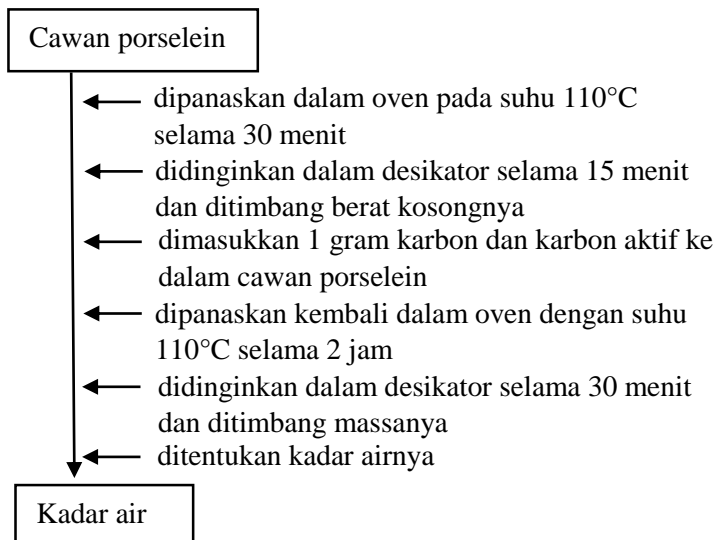 Cawan porselein
dipanaskan dalam oven pada suhu 110°C
selama 30 menit
didinginkan dalam desikator selama 15 menit
dan ditimbang berat kosongnya
dimasukkan 1 gram karbon dan karbon aktif ke
dalam cawan porselein
dipanaskan kembali dalam oven dengan suhu
110°C selama 2 jam
didinginkan dalam desikator selama 30 menit
dan ditimbang massanya
ditentukan kadar airnya
Kadar air